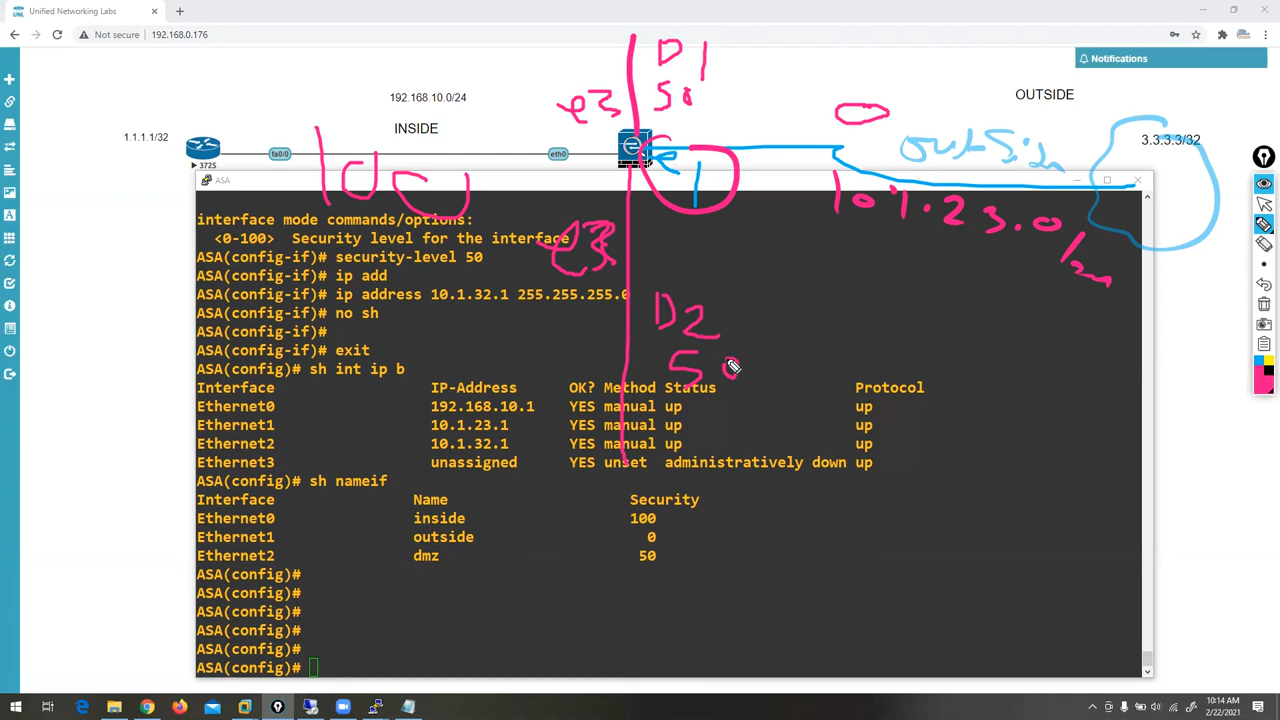 Unified Networking Labs
Not secure | 192.168.0.176
Notifications
D1
50
e3
192.168.10.0/24
OUTSIDE
INSIDE
1.1.1.1/32
3.3.3.3/32
3725
fa0/0
eth0
e1
100
0
10.1.23.0/24
ASA
interface mode commands/options:
<0-100> Security level for the interface
ASA(config-if)# security-level 50
ASA(config-if)# ip add
ASA(config-if)# ip address 10.1.32.1 255.255.255.0
ASA(config-if)# no sh
ASA(config-if)#
ASA(config-if)# exit
ASA(config)# sh int ip b
Interface IP-Address OK? Method Status Protocol
Ethernet0 192.168.10.1 YES manual up up
Ethernet1 10.1.23.1 YES manual up up
Ethernet2 10.1.32.1 YES manual up up
Ethernet3 unassigned YES unset administratively down up
ASA(config)# sh nameif
Interface Name Security
Ethernet0 inside 100
Ethernet1 outside 0
Ethernet2 dmz 50
ASA(config)#
ASA(config)#
ASA(config)#
ASA(config)#
ASA(config)#
ASA(config)#
e3
D2
50
10:14 AM
2/22/2021